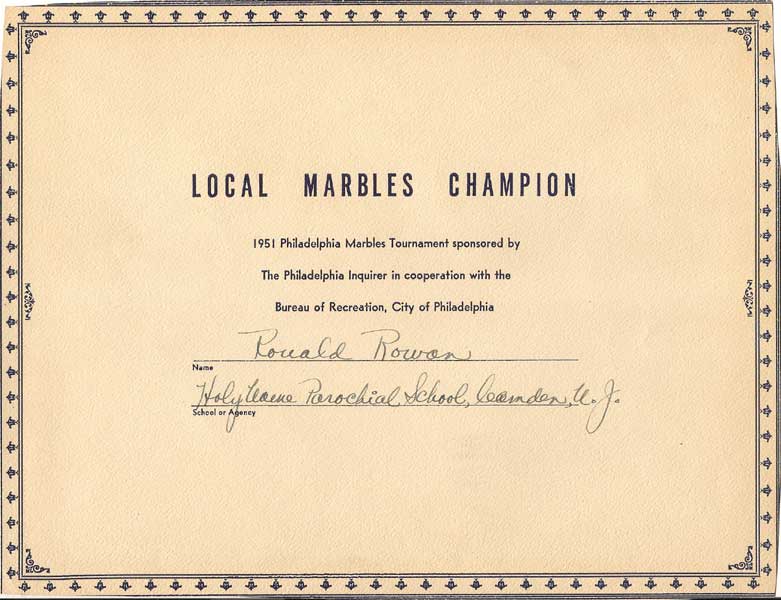 LOCAL MARBLES CHAMPION
1951 Philadelphia Marbles Tournament sponsored by
The Philadelphia Inquirer in cooperation with the
Bureau of Recreation, City of Philadelphia
Ronald Rowan
Name
Holy Name Parochial School, Camden, N. J.
School or Agency